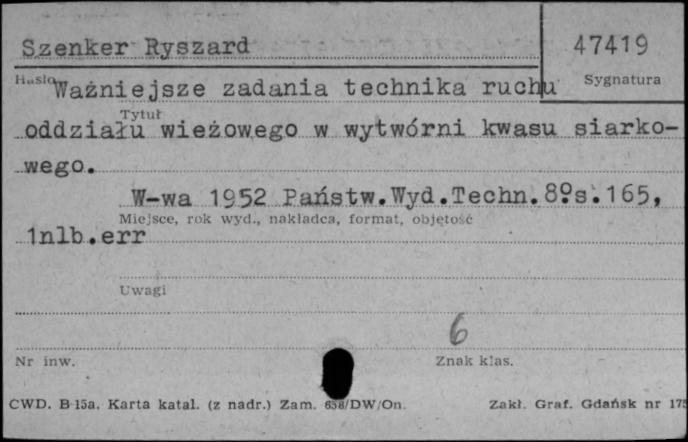 Szenker Ryszard
47419
Hasło
Sygnatura
Ważniejsze zadania technika ruchu
Tytuł
oddziału wieżowego w wytwórni kwasu siarko-
wego.
W-wa 1952 Państw.Wyd.Techn.8º.s.165,
Miejsce, rok wyd., nakładca, format, objętość
1nlb.err
Uwagi
6
Nr inw.
Znak klas.
CWD. B-15a. Karta katal. (z nadr.) Zam. 638/DW/On.
Zakł. Graf. Gdańsk nr 175